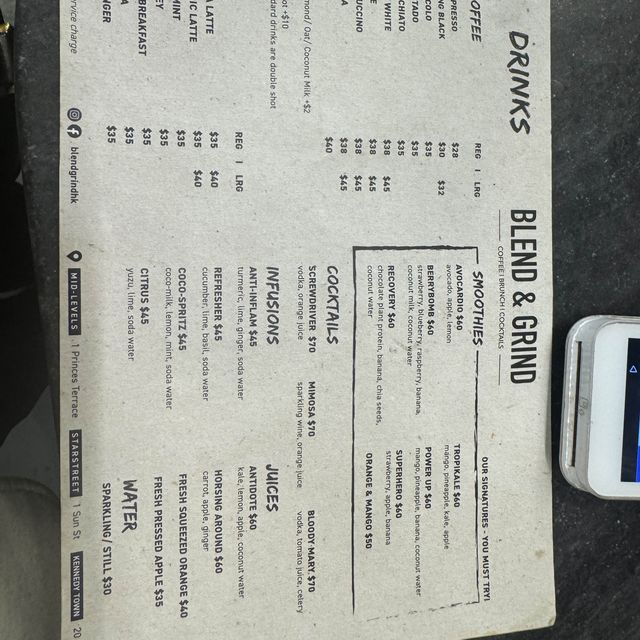 DRINKS
BLEND & GRIND
COFFEE | BRUNCH | COCKTAILS
REG | LRG
$28
$30 $32
$35
$35
$35
$38 $45
$38 $45
$38 $45
$38 $45
$40
Coconut Milk +$2
+$10
drinks are double shot
REG | LRG
LATTE $35 $40
LATTE $35 $40
$35
$35
BREAKFAST $35
$35
$35
service charge
SMOOTHIES
OUR SIGNATURES - YOU MUST TRY!
AVOCARDIO $60
avocado, apple, lemon
BERRYBOMB $60
strawberry, blueberry, raspberry, banana,
coconut milk, coconut water
RECOVERY $60
chocolate plant protein, banana, chia seeds,
coconut water
TROPIKALE $60
mango, pineapple, kale, apple
POWER UP $60
mango, pineapple, banana, coconut water
SUPERHERO $60
strawberry, apple, banana
ORANGE & MANGO $50
COCKTAILS
SCREWDRIVER $70
vodka, orange juice
MIMOSA $70
sparkling wine, orange juice
BLOODY MARY $70
vodka, tomato juice, celery
INFUSIONS
ANTI-INFLAM $45
turmeric, lime, ginger, soda water
REFRESHER $45
cucumber, lime, basil, soda water
COCO-SPRITZ $45
coco-milk, lemon, mint, soda water
CITRUS $45
yuzu, lime, soda water
JUICES
ANTIDOTE $60
kale, lemon, apple, coconut water
HORSING AROUND $60
carrot, apple, ginger
FRESH SQUEEZED ORANGE $40
FRESH PRESSED APPLE $35
WATER
SPARKLING / STILL $30
blendgrindhk MID-LEVELS 1 Princes Terrace STARSTREET 1 Sun St KENNEDY TOWN 20